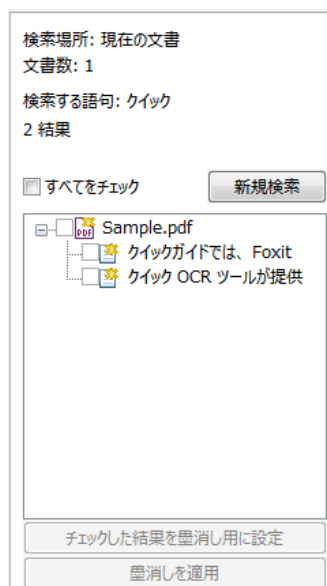 検索場所: 現在の文書
文書数: 1
検索する語句: クイック
2 結果
すべてをチェック
新規検索
Sample.pdf
クイックガイドでは、Foxit
クイック OCR ツールが提供
チェックした結果を墨消し用に設定
墨消しを適用